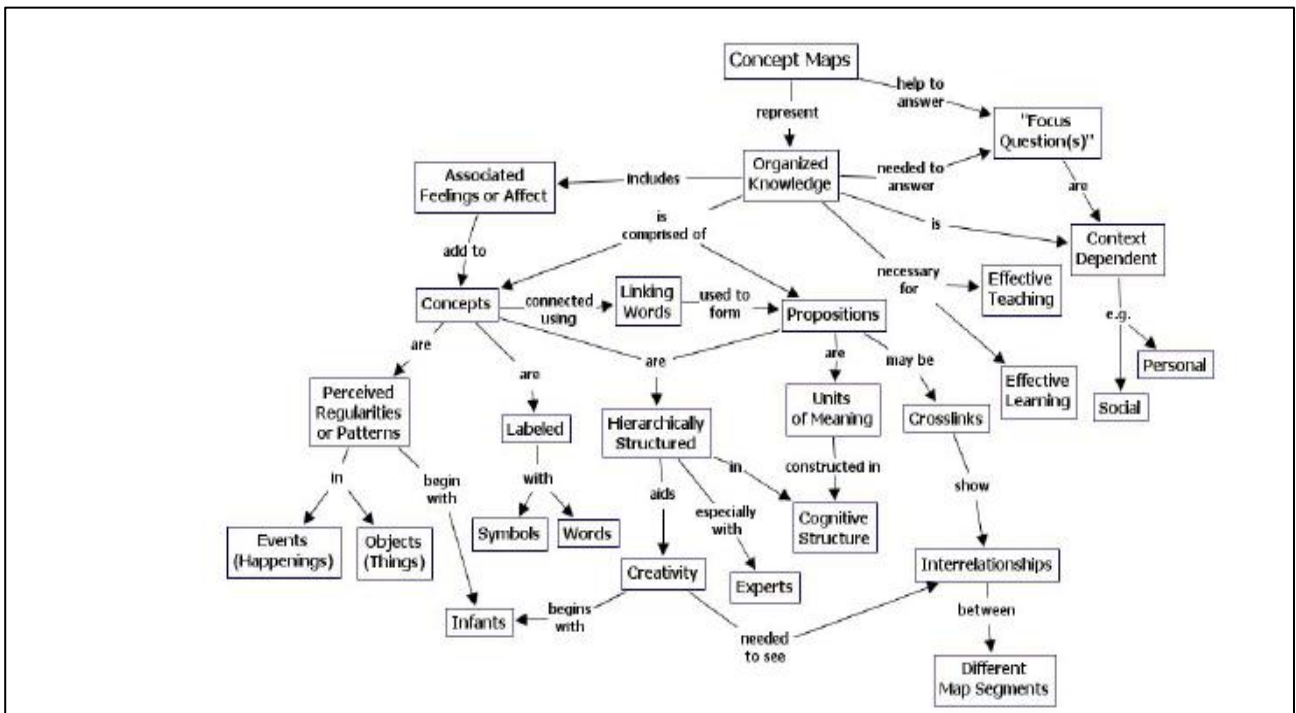 Concept Maps
help to
answer
represent
"Focus
Question(s)"
Organized
Knowledge
needed to
answer
includes
Associated
Feelings or Affect
are
is
comprised of
is
Context
Dependent
add to
necessary
for
Effective
Teaching
Concepts
connected
using
Linking
Words
used to
form
Propositions
e.g.
are
are
are
are
may be
Personal
Perceived
Regularities
or Patterns
Labeled
Hierarchically
Structured
Units
of Meaning
Crosslinks
Effective
Learning
Social
in
begin
with
with
aids
in
constructed in
show
especially
with
Events
(Happenings)
Objects
(Things)
Symbols
Words
Cognitive
Structure
Creativity
Experts
Interrelationships
Infants
begins
with
needed
to see
between
Different
Map Segments